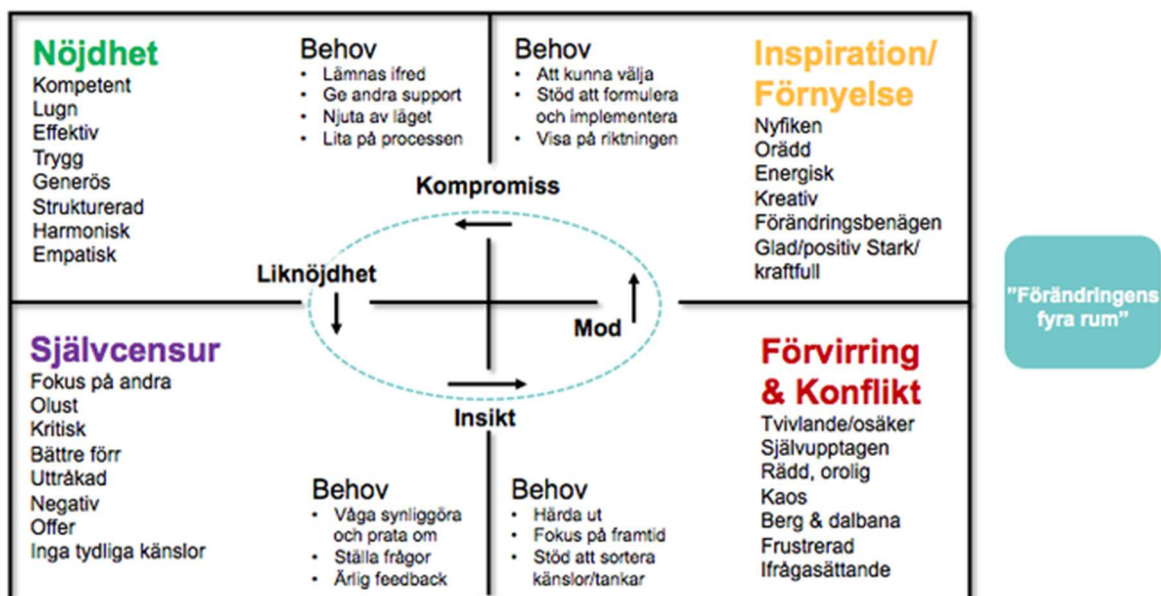 Nöjdhet
Kompetent
Lugn
Effektiv
Trygg
Generös
Strukturerad
Harmonisk
Empatisk
Behov
• Lämnas ifred
• Ge andra support
• Njuta av läget
• Lita på processen
Behov
• Att kunna välja
• Stöd att formulera
och implementera
• Visa på riktningen
Inspiration/
Förnyelse
Nyfiken
Orädd
Energisk
Kreativ
Förändringsbenägen
Glad/positiv Stark/
kraftfull
Kompromiss
Liknöjdhet
Mod
Insikt
Självcensur
Fokus på andra
Olust
Kritisk
Bättre förr
Uttråkad
Negativ
Offer
Inga tydliga känslor
Behov
• Våga synliggöra
och prata om
• Ställa frågor
• Ärlig feedback
Behov
• Härda ut
• Fokus på framtid
• Stöd att sortera
känslor/tankar
Förvirring
& Konflikt
Tvivlande/osäker
Självupptagen
Rädd, orolig
Kaos
Berg & dalbana
Frustrerad
Ifrågasättande
”Förändringens
fyra rum”